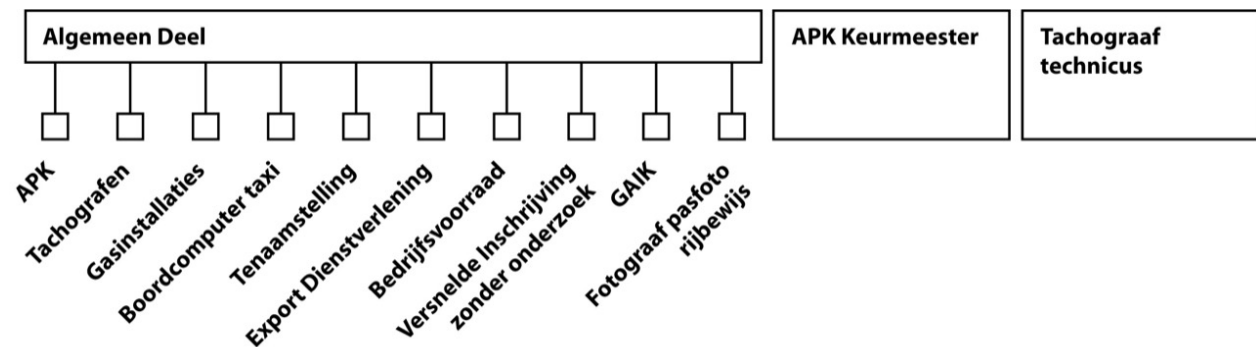 Algemeen Deel
APK Keurmeester
Tachograaf
technicus
APK
Tachografen
Gasinstallaties
Boordcomputer taxi
Tenaamstelling
Export Dienstverlening
Bedrijfsvoorraad
Versnelde Inschrijving
zonder onderzoek
GAIK
Fotograaf pasfoto
rijbewijs